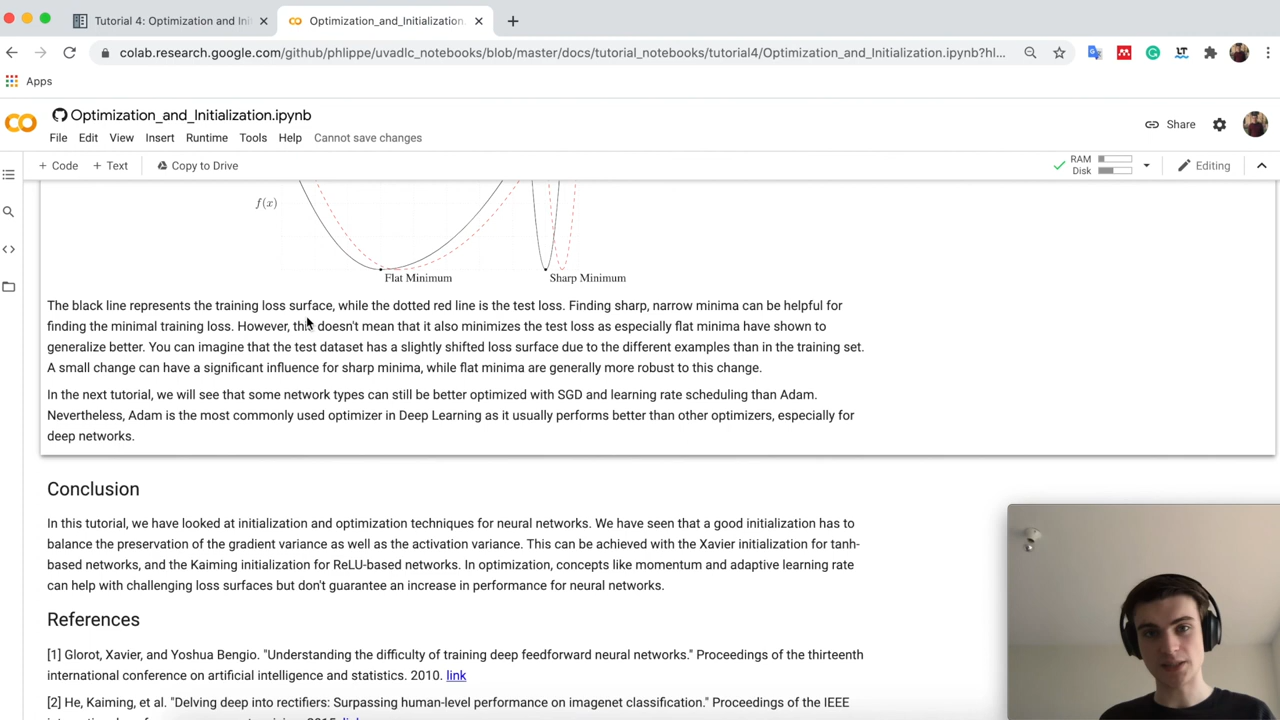 Tutorial 4: Optimization and Ini
Optimization_and_Initialization.
colab.research.google.com/github/phlippe/uvadlc_notebooks/blob/master/docs/tutorial_notebooks/tutorial4/Optimization_and_Initialization.ipynb?hl...
Apps
Optimization_and_Initialization.ipynb
Share
File Edit View Insert Runtime Tools Help Cannot save changes
+ Code + Text Copy to Drive
RAM
Disk
Editing
f(x)
Flat Minimum
Sharp Minimum
The black line represents the training loss surface, while the dotted red line is the test loss. Finding sharp, narrow minima can be helpful for
finding the minimal training loss. However, this doesn't mean that it also minimizes the test loss as especially flat minima have shown to
generalize better. You can imagine that the test dataset has a slightly shifted loss surface due to the different examples than in the training set.
A small change can have a significant influence for sharp minima, while flat minima are generally more robust to this change.
In the next tutorial, we will see that some network types can still be better optimized with SGD and learning rate scheduling than Adam.
Nevertheless, Adam is the most commonly used optimizer in Deep Learning as it usually performs better than other optimizers, especially for
deep networks.
Conclusion
In this tutorial, we have looked at initialization and optimization techniques for neural networks. We have seen that a good initialization has to
balance the preservation of the gradient variance as well as the activation variance. This can be achieved with the Xavier initialization for tanh-
based networks, and the Kaiming initialization for ReLU-based networks. In optimization, concepts like momentum and adaptive learning rate
can help with challenging loss surfaces but don't guarantee an increase in performance for neural networks.
References
[1] Glorot, Xavier, and Yoshua Bengio. "Understanding the difficulty of training deep feedforward neural networks." Proceedings of the thirteenth
international conference on artificial intelligence and statistics. 2010. link
[2] He, Kaiming, et al. "Delving deep into rectifiers: Surpassing human-level performance on imagenet classification." Proceedings of the IEEE